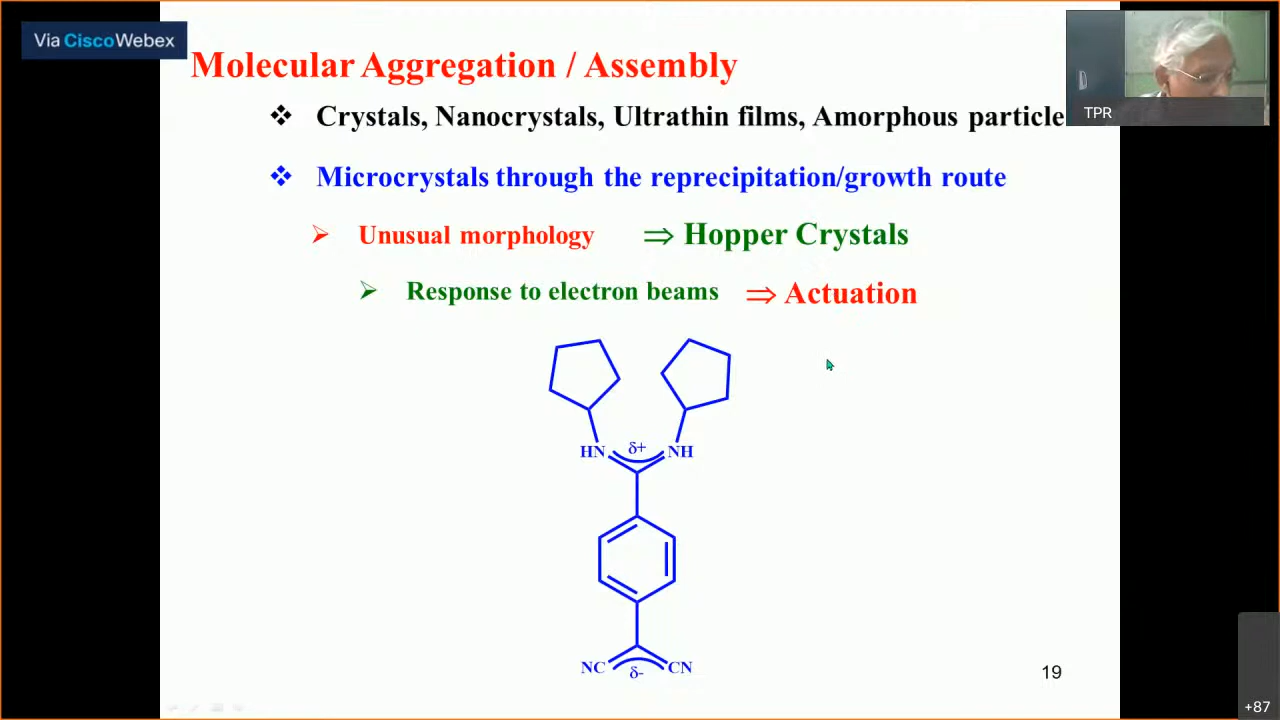 Via CiscoWebex
Molecular Aggregation / Assembly
TPR
❖ Crystals, Nanocrystals, Ultrathin films, Amorphous particle
❖ Microcrystals through the reprecipitation/growth route
➢ Unusual morphology ⇒ Hopper Crystals
➢ Response to electron beams ⇒ Actuation
HN δ+ NH
NC δ- CN
19
+87